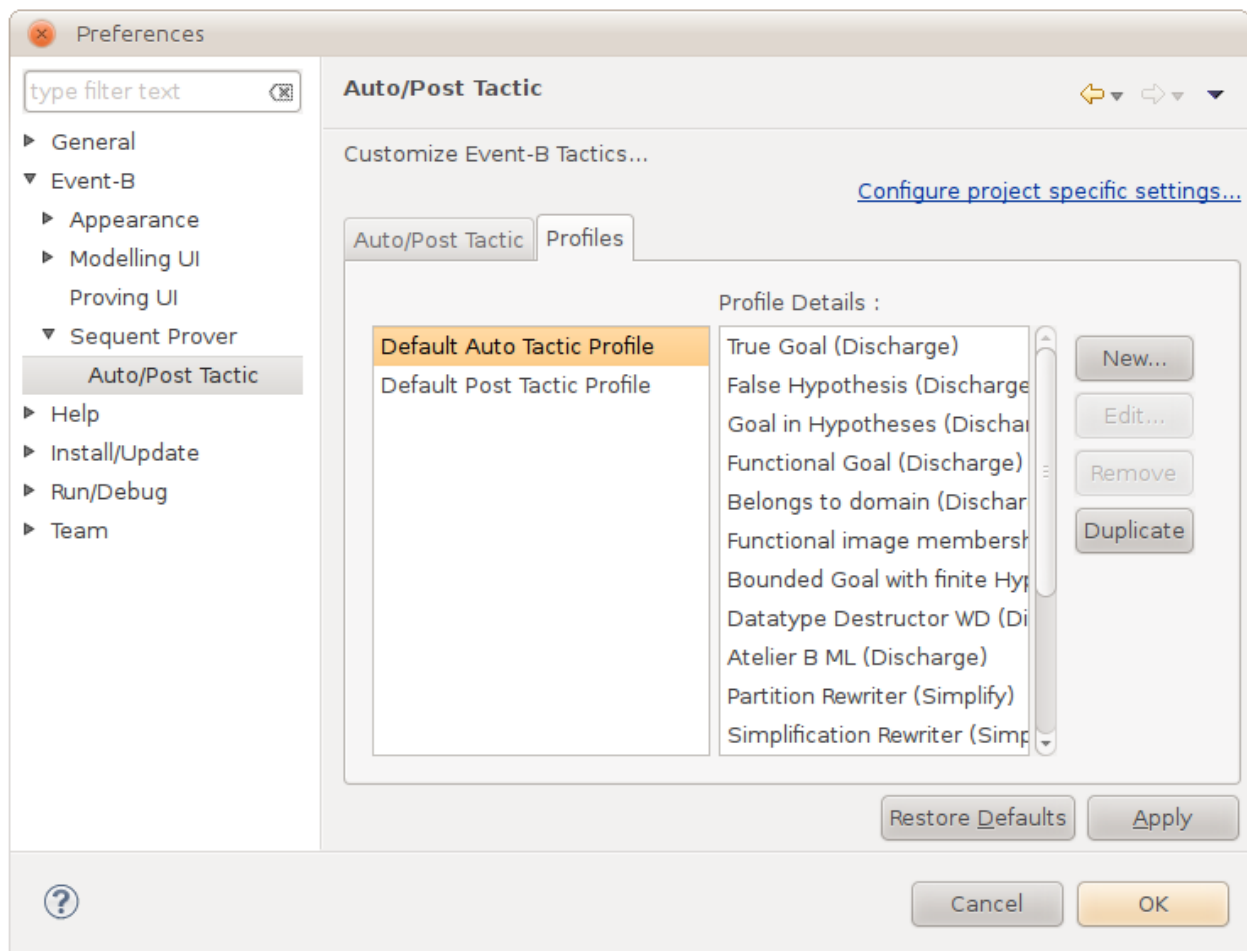 Preferences
type filter text
General
Event-B
Appearance
Modelling UI
Proving UI
Sequent Prover
Auto/Post Tactic
Help
Install/Update
Run/Debug
Team
Auto/Post Tactic
Customize Event-B Tactics...
Configure project specific settings...
Auto/Post Tactic
Profiles
Profile Details :
Default Auto Tactic Profile
Default Post Tactic Profile
True Goal (Discharge)
False Hypothesis (Discharge
Goal in Hypotheses (Dischar
Functional Goal (Discharge)
Belongs to domain (Dischar
Functional image membersh
Bounded Goal with finite Hyp
Datatype Destructor WD (Di
Atelier B ML (Discharge)
Partition Rewriter (Simplify)
Simplification Rewriter (Simp
New...
Edit...
Remove
Duplicate
Restore Defaults
Apply
?
Cancel
OK